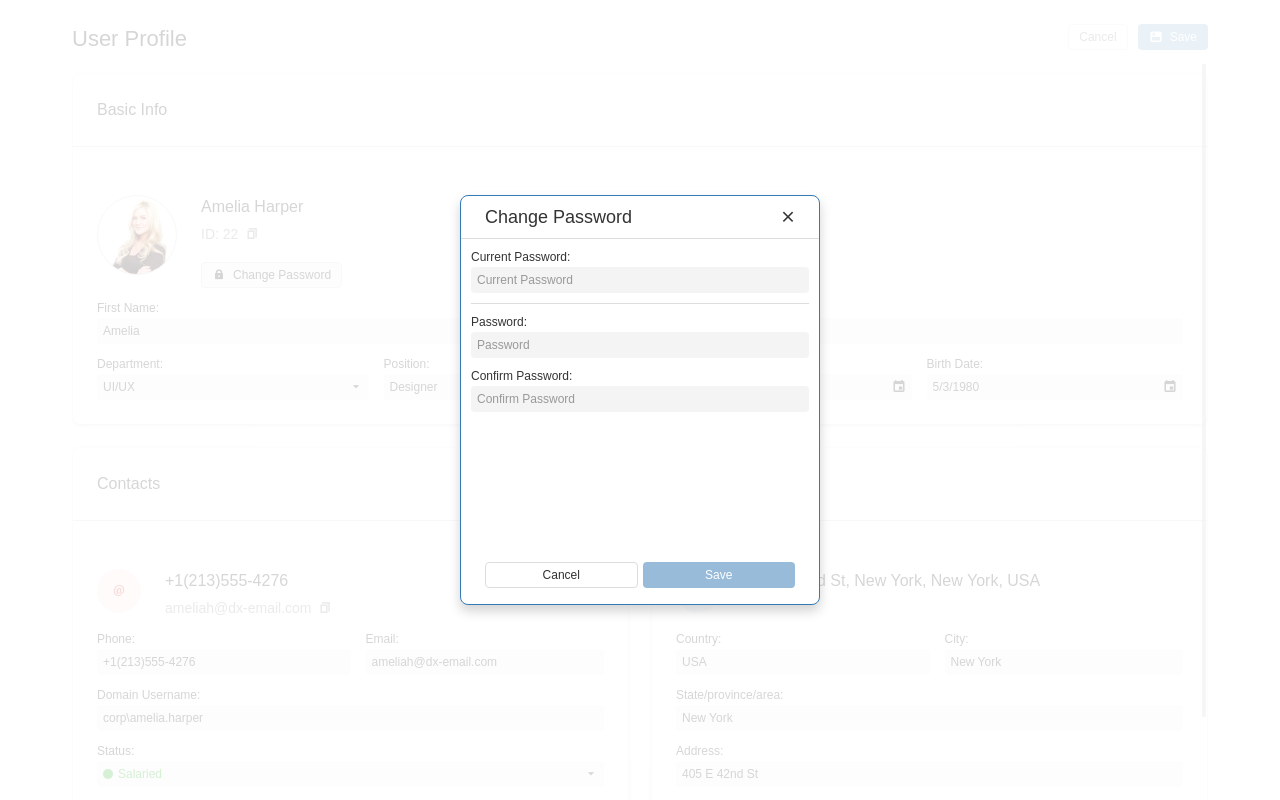 User Profile
Cancel
Save
Basic Info
Amelia Harper
ID: 22
Change Password
First Name:
Amelia
Department:
Position:
Birth Date:
UI/UX
Designer
5/3/1980
Change Password
Current Password:
Current Password
Password:
Password
Confirm Password:
Confirm Password
Cancel
Save
Contacts
@
+1(213)555-4276
ameliah@dx-email.com
St, New York, New York, USA
Phone:
Email:
+1(213)555-4276
ameliah@dx-email.com
Domain Username:
corp\amelia.harper
Status:
Salaried
Country:
City:
USA
New York
State/province/area:
New York
Address:
405 E 42nd St